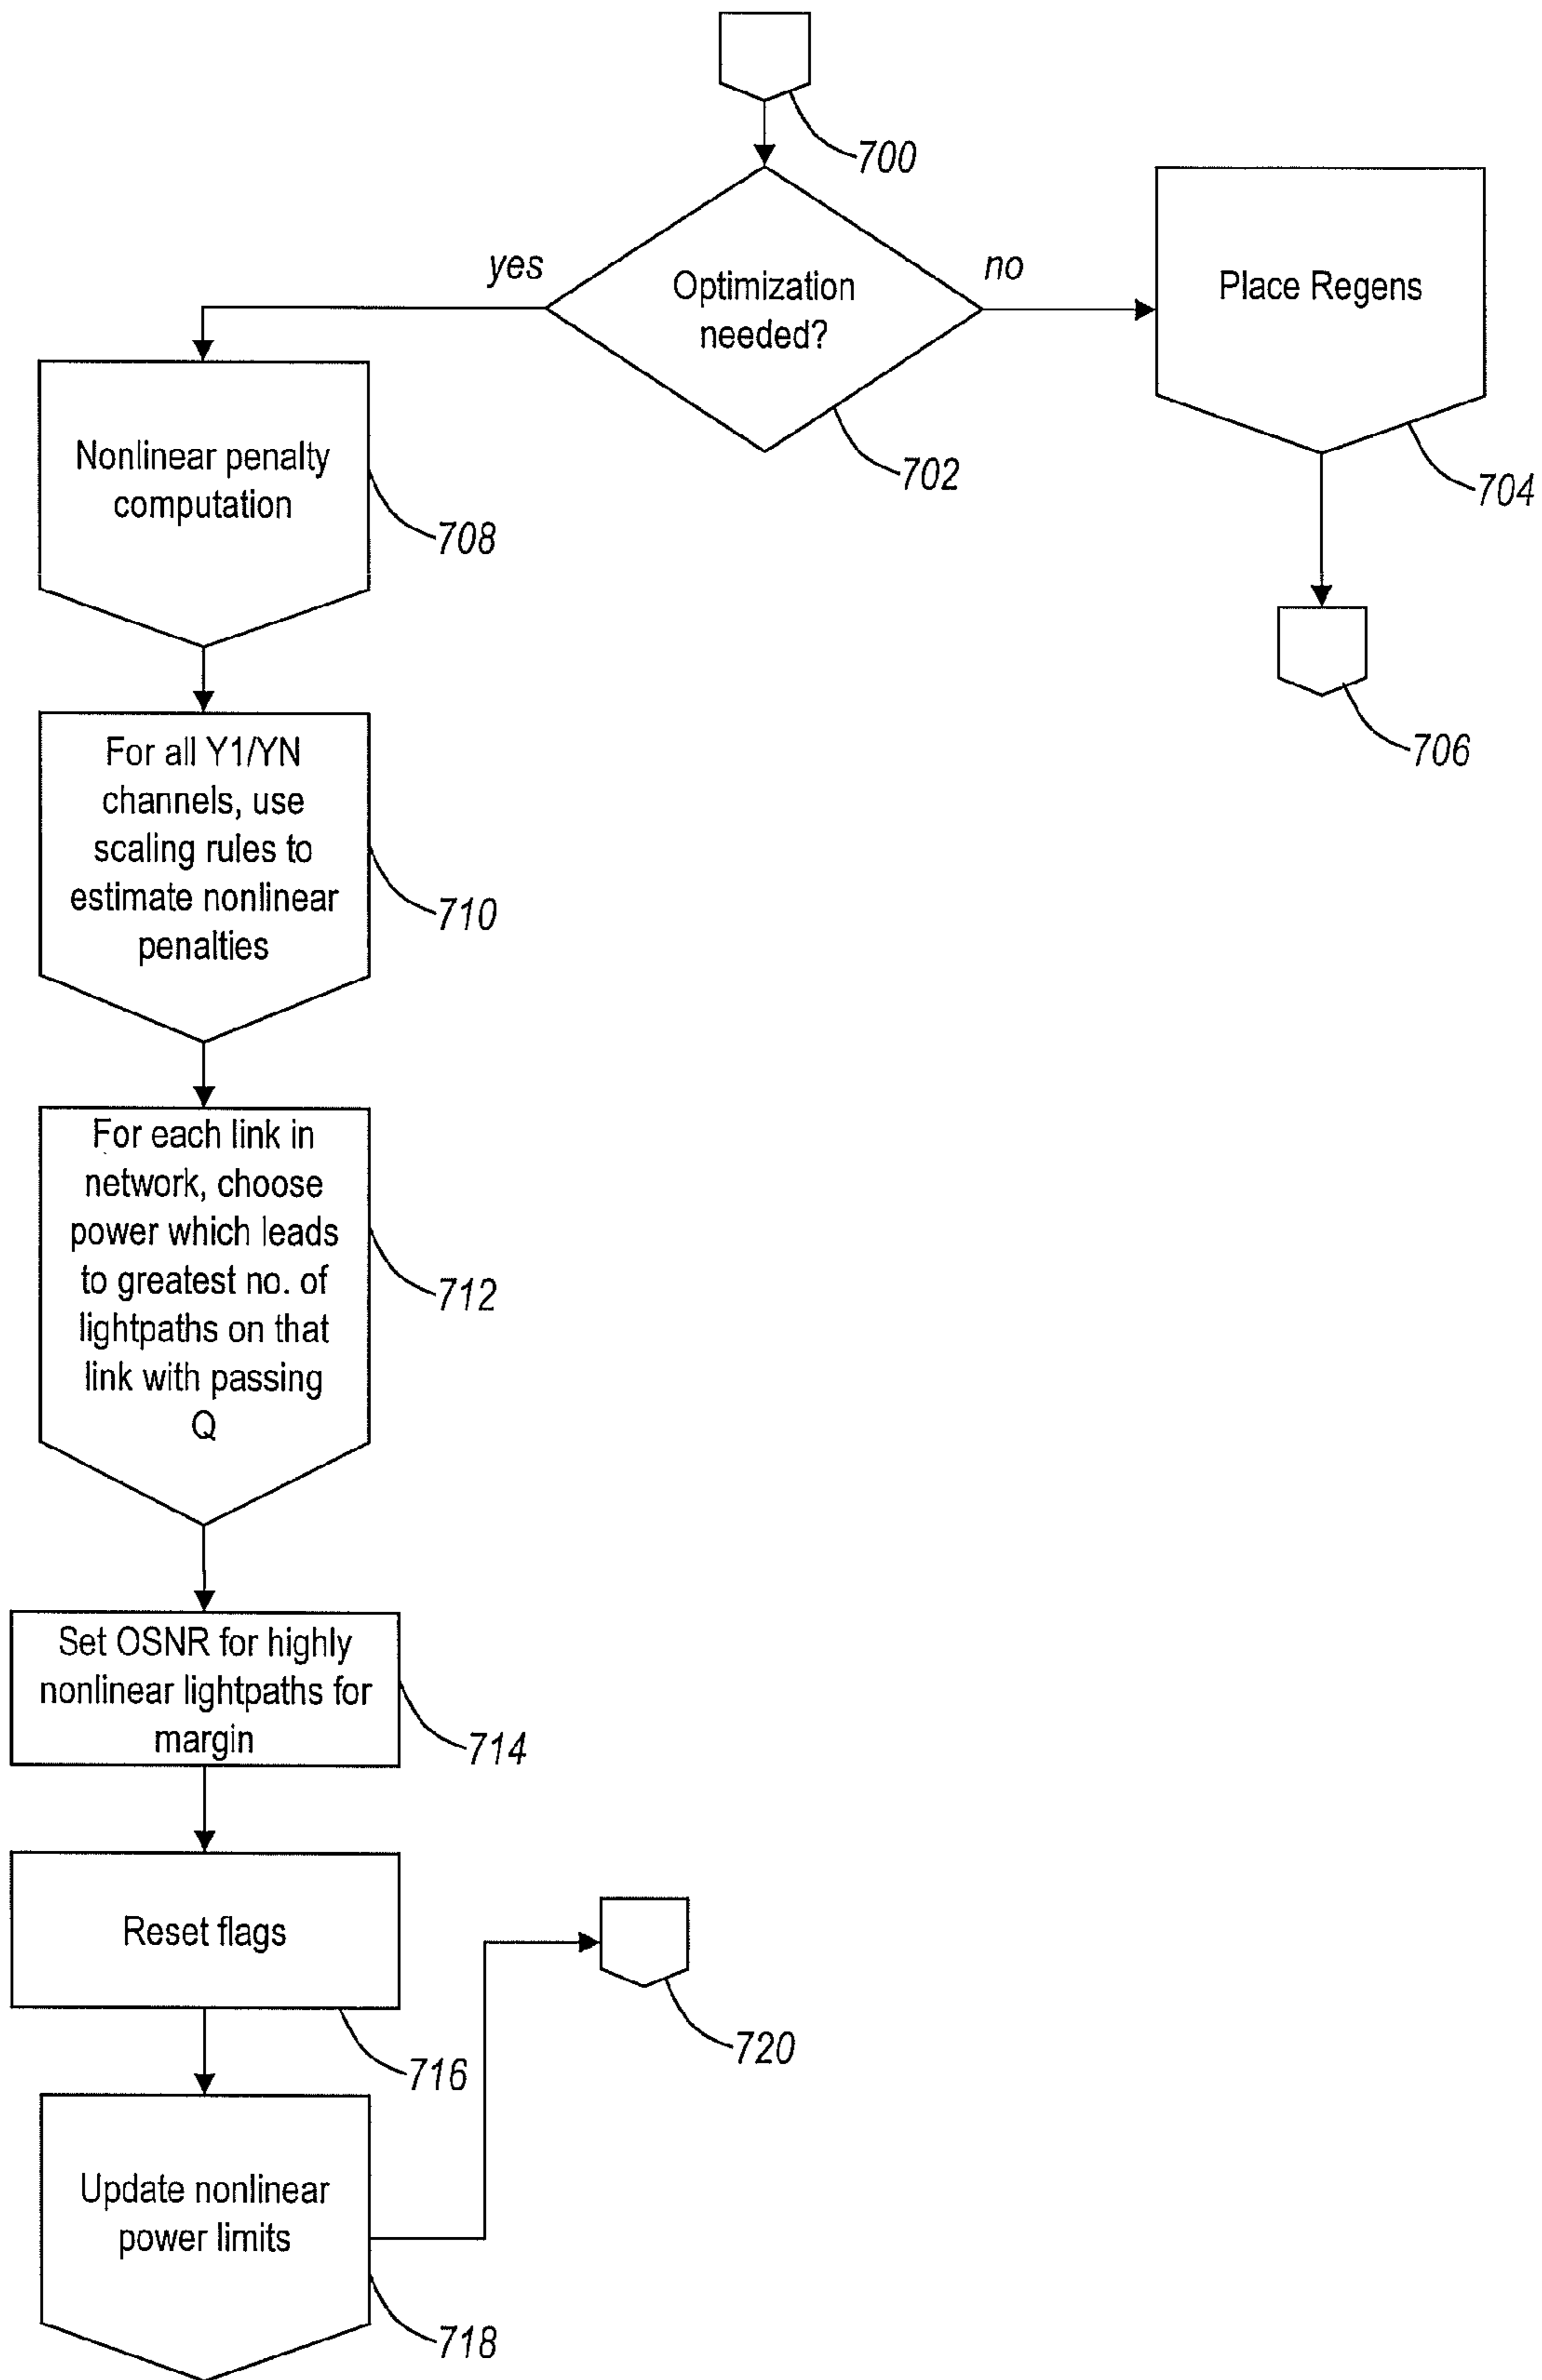 700
yes
Optimization
needed?
no
702
Place Regens
704
706
Nonlinear penalty
computation
708
For all Y1/YN
channels, use
scaling rules to
estimate nonlinear
penalties
710
For each link in
network, choose
power which leads
to greatest no. of
lightpaths on that
link with passing
Q
712
Set OSNR for highly
nonlinear lightpaths for
margin
714
Reset flags
716
Update nonlinear
power limits
718
720